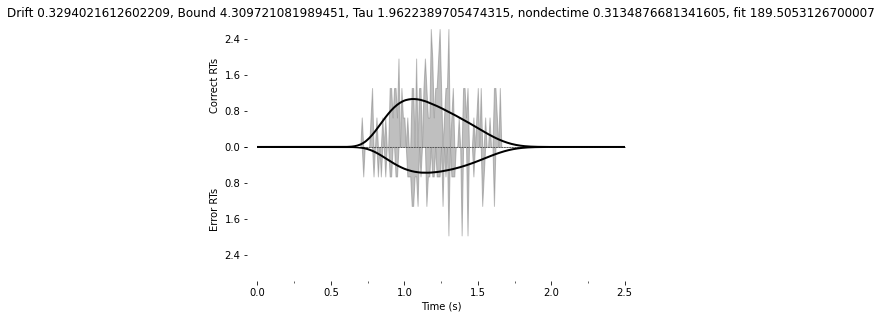 Drift 0.3294021612602209, Bound 4.309721081989451, Tau 1.9622389705474315, nondectime 0.3134876681341605, fit 189.5053126700007
Correct RTs
2.4
1.6
0.8
0.0
Error RTs
0.8
1.6
2.4
0.0 0.5 1.0 1.5 2.0 2.5
Time (s)